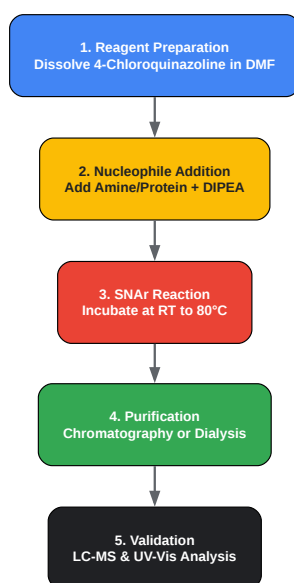 1. Reagent Preparation
Dissolve 4-Chloroquinazoline in DMF
2. Nucleophile Addition
Add Amine/Protein + DIPEA
3. SNAr Reaction
Incubate at RT to 80°C
4. Purification
Chromatography or Dialysis
5. Validation
LC-MS & UV-Vis Analysis